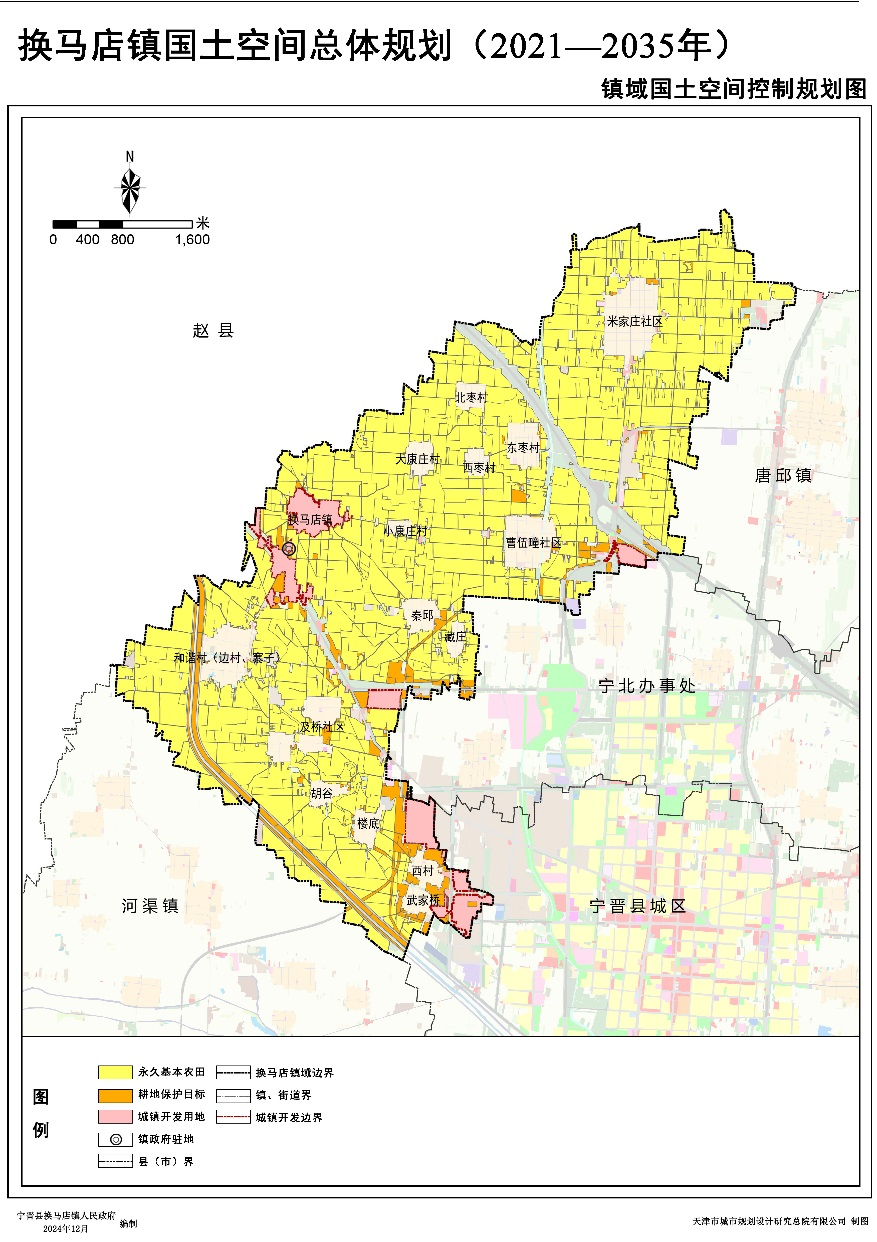 换马店镇国土空间总体规划（2021—2035年）
镇域国土空间控制规划图
N
米
0 400 800 1,600
赵县
米家庄社区
北枣村
东枣村
大康庄村
西枣村
唐邱镇
换马店镇
小康庄村
曹伍疃社区
秦邱
臧庄
和谐村（边村、寨子）
宁北办事处
及桥社区
胡谷
楼底
西村
武家桥
河渠镇
宁晋县城区
图例
永久基本农田
换马店镇域边界
耕地保护目标
镇、街道界
城镇开发用地
城镇开发边界
镇政府驻地
县（市）界
宁晋县换马店镇人民政府
2024年12月
编制
天津市城市规划设计研究总院有限公司 制图